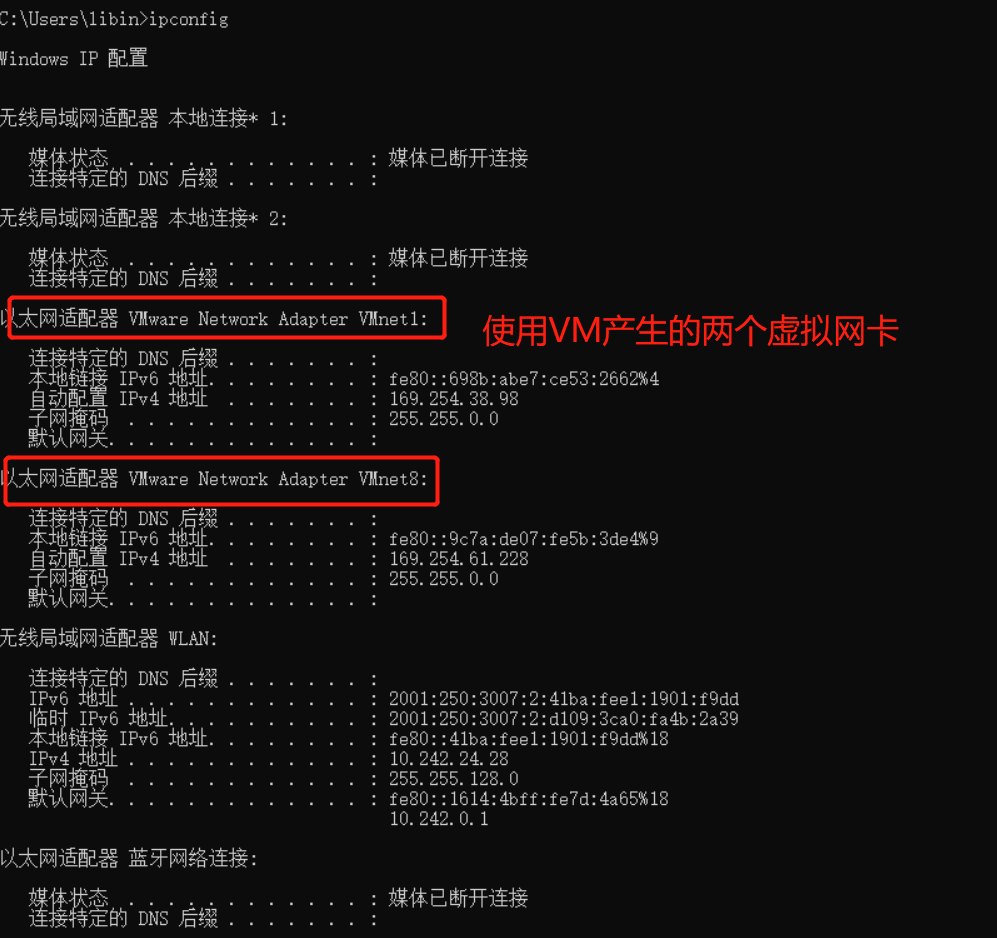 C:\Users\libin>ipconfig
Windows IP 配置
无线局域网适配器 本地连接* 1:
媒体状态 . . . . . . . . . . . . : 媒体已断开连接
连接特定的 DNS 后缀 . . . . . . . :
无线局域网适配器 本地连接* 2:
媒体状态 . . . . . . . . . . . . : 媒体已断开连接
连接特定的 DNS 后缀 . . . . . . . :
以太网适配器 VMware Network Adapter VMnet1:
使用VM产生的两个虚拟网卡
连接特定的 DNS 后缀 . . . . . . . :
本地链接 IPv6 地址. . . . . . . . : fe80::698b:abe7:ce53:2662%4
自动配置 IPv4 地址 . . . . . . . : 169.254.38.98
子网掩码 . . . . . . . . . . . . : 255.255.0.0
默认网关. . . . . . . . . . . . . :
以太网适配器 VMware Network Adapter VMnet8:
连接特定的 DNS 后缀 . . . . . . . :
本地链接 IPv6 地址. . . . . . . . : fe80::9c7a:de07:fe5b:3de4%9
自动配置 IPv4 地址 . . . . . . . : 169.254.61.228
子网掩码 . . . . . . . . . . . . : 255.255.0.0
默认网关. . . . . . . . . . . . . :
无线局域网适配器 WLAN:
连接特定的 DNS 后缀 . . . . . . . :
IPv6 地址 . . . . . . . . . . . . : 2001:250:3007:2:41ba:fee1:1901:f9dd
临时 IPv6 地址. . . . . . . . . . : 2001:250:3007:2:d109:3ca0:fa4b:2a39
本地链接 IPv6 地址. . . . . . . . : fe80::41ba:fee1:1901:f9dd%18
IPv4 地址 . . . . . . . . . . . . : 10.242.24.28
子网掩码 . . . . . . . . . . . . : 255.255.128.0
默认网关. . . . . . . . . . . . . : fe80::1614:4bff:fe7d:4a65%18
10.242.0.1
以太网适配器 蓝牙网络连接:
媒体状态 . . . . . . . . . . . . : 媒体已断开连接
连接特定的 DNS 后缀 . . . . . . . :